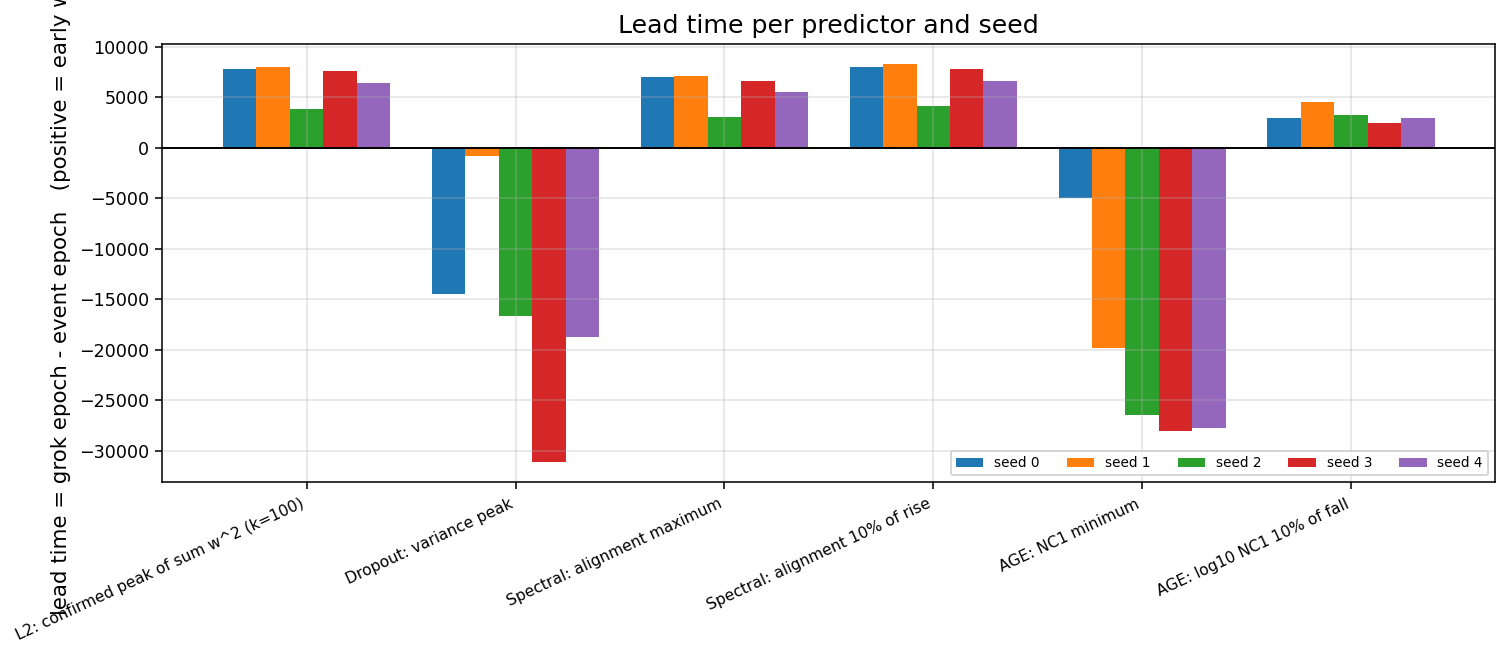 Lead time per predictor and seed
lead time = grok epoch - event epoch (positive = early
10000
5000
0
−5000
−10000
−15000
−20000
−25000
−30000
seed 0 seed 1 seed 2 seed 3 seed 4
L2: confirmed peak of sum w^2 (k=100)
Dropout: variance peak
Spectral: alignment maximum
Spectral: alignment 10% of rise
AGE: NC1 minimum
AGE: log10 NC1 10% of fall